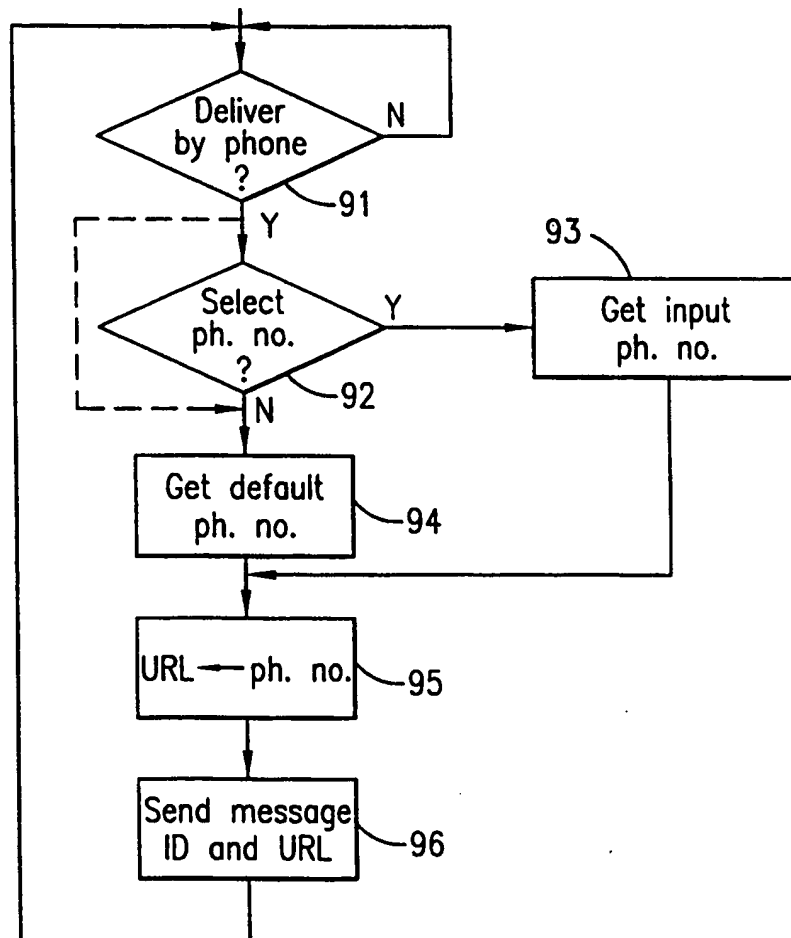 Deliver
by phone
?
N
91
Y
Select
ph. no.
?
Y
92
N
93
Get input
ph. no.
Get default
ph. no.
94
URL ← ph. no.
95
Send message
ID and URL
96